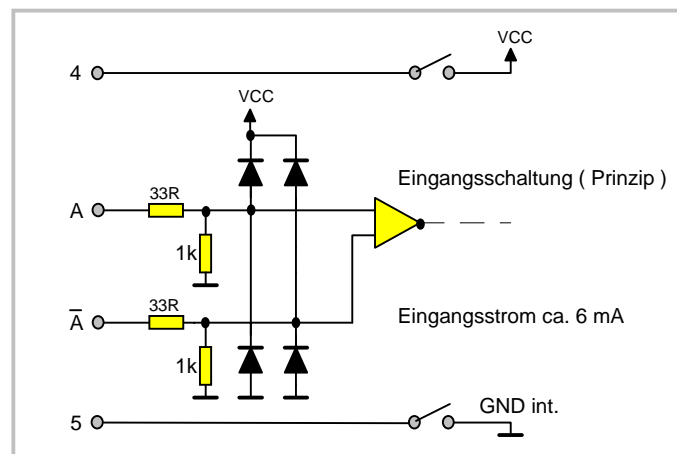 VCC
4
VCC
33R
Eingangsschaltung ( Prinzip )
A
1k
33R
A̅
Eingangsstrom ca. 6 mA
1k
GND int.
5